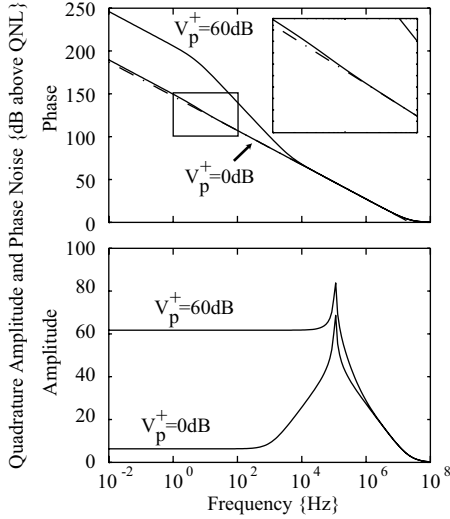 Quadrature Amplitude and Phase Noise {dB above QNL}
Phase
250
200
150
100
50
0
V_p^+=60dB
V_p^+=0dB
Amplitude
100
80
60
40
20
0
V_p^+=60dB
V_p^+=0dB
10^-2 10^0 10^2 10^4 10^6 10^8
Frequency {Hz}